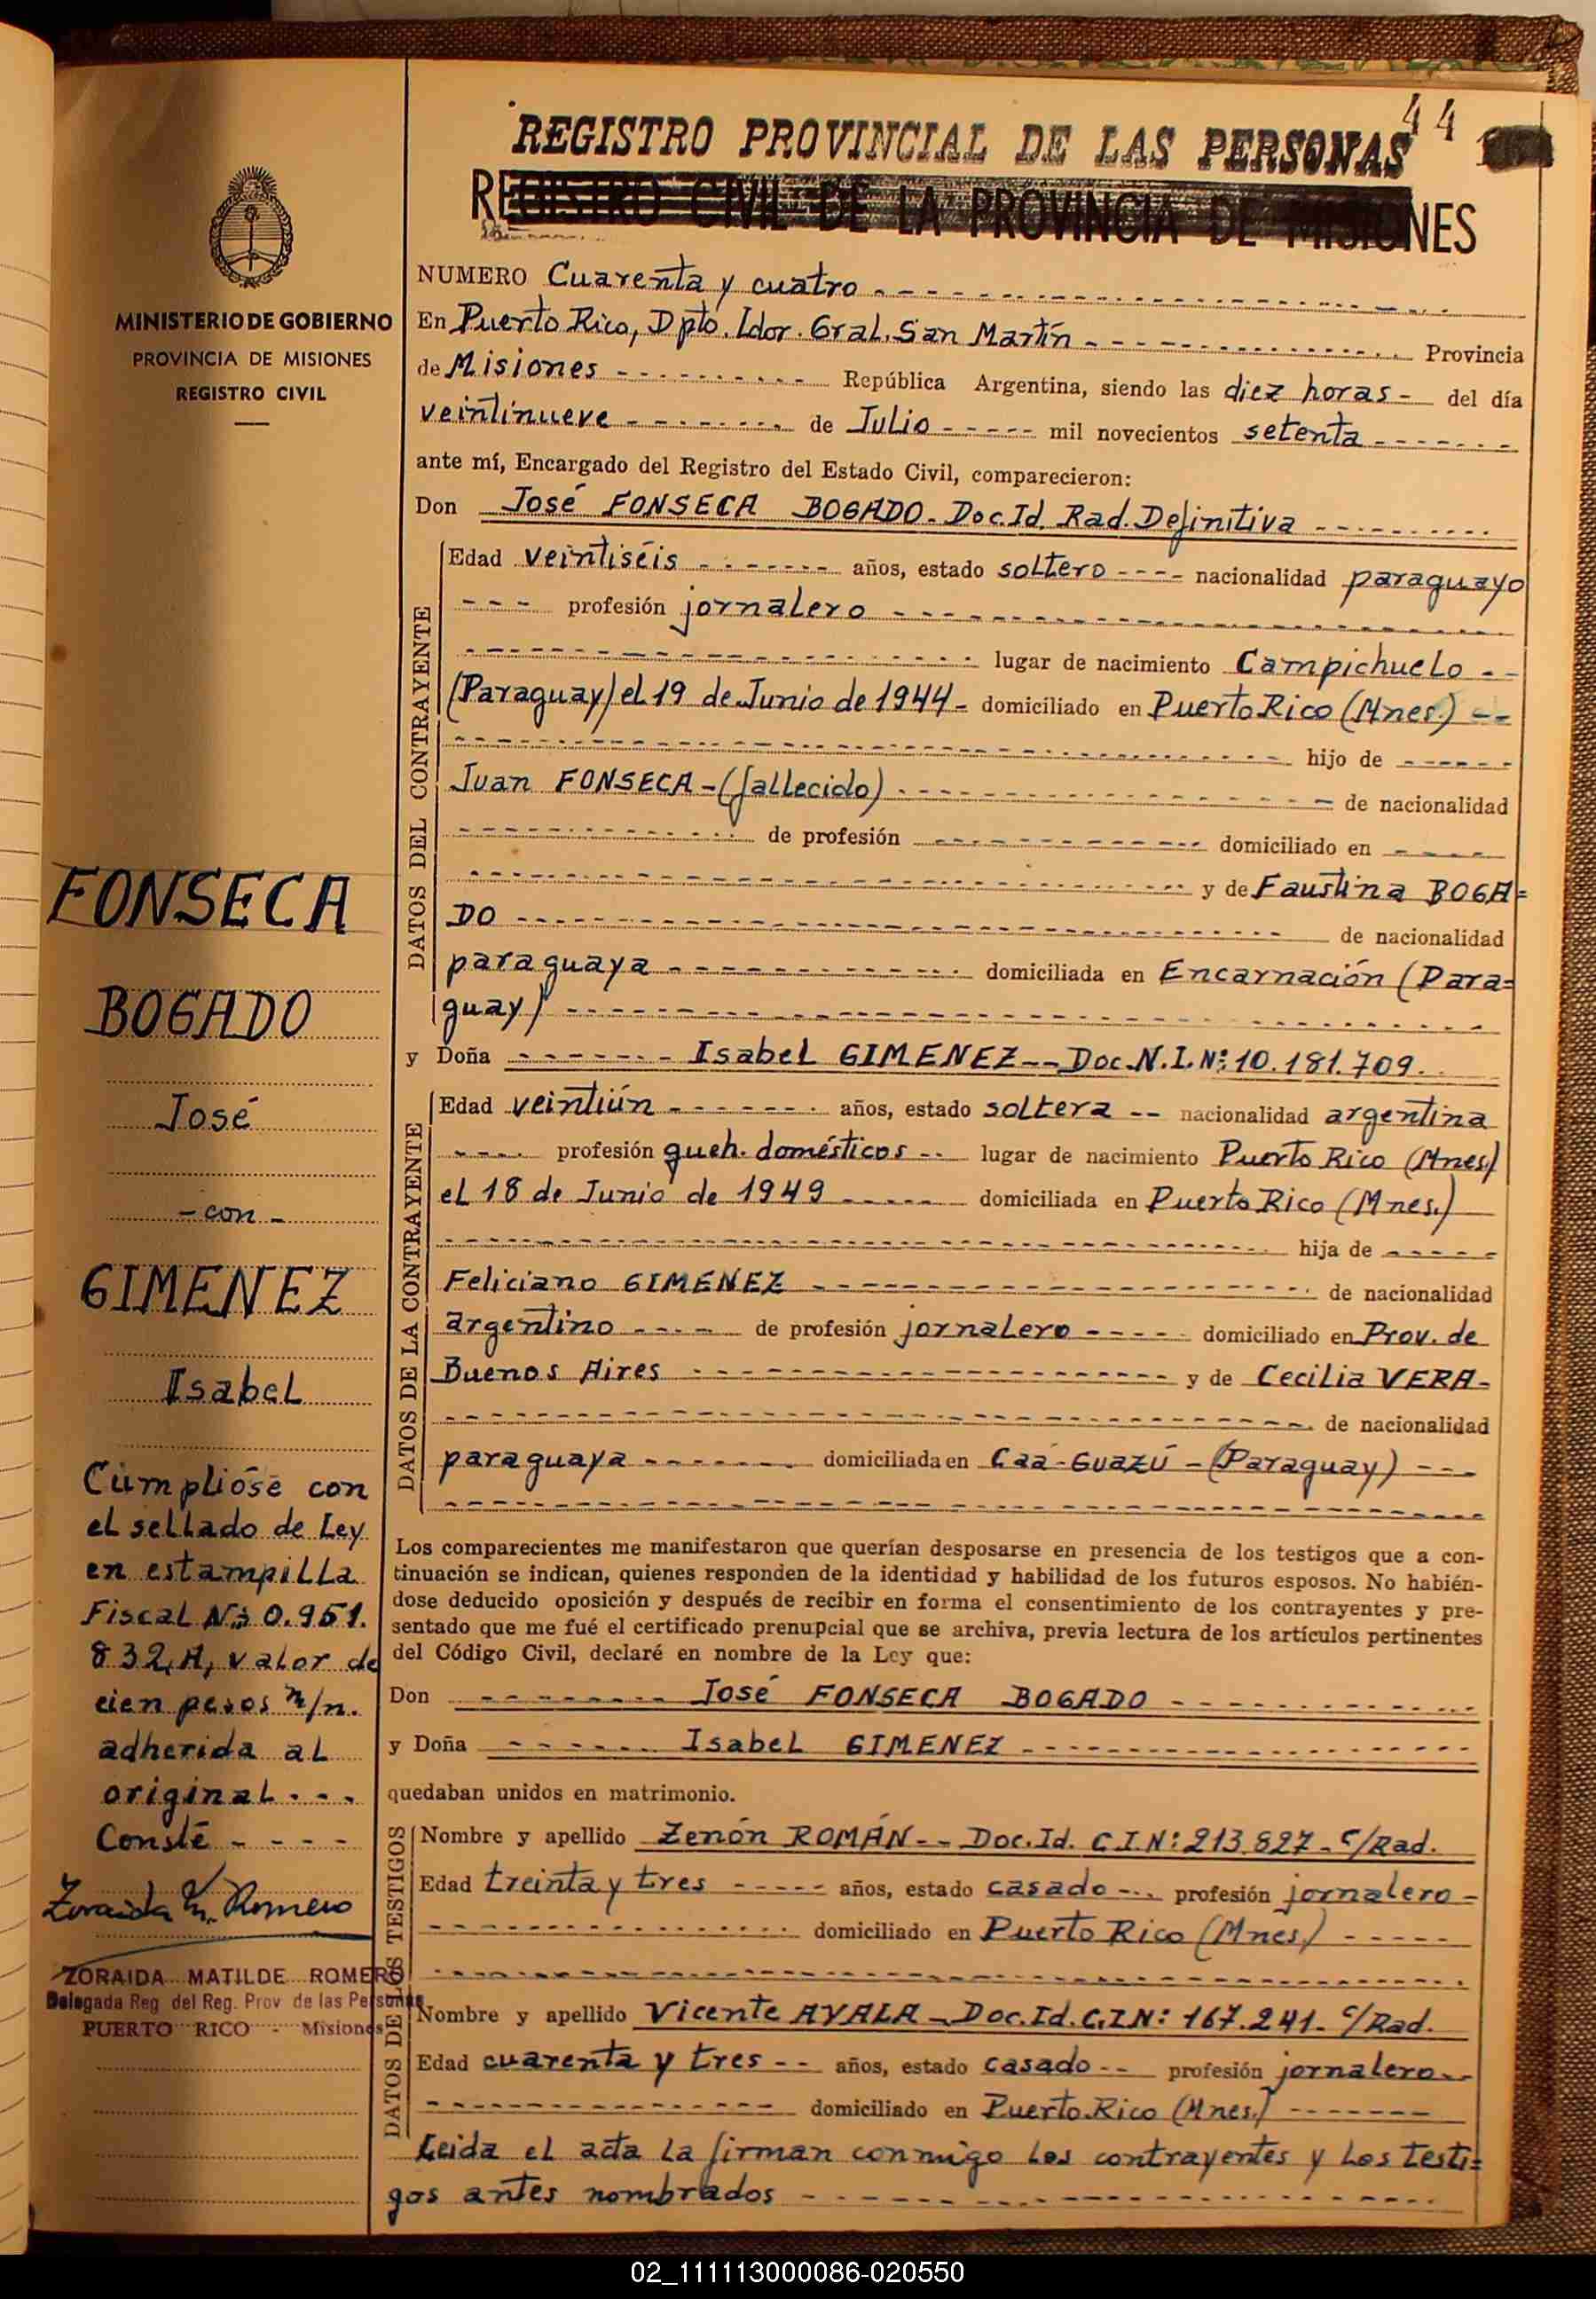 44
REGISTRO PROVINCIAL DE LAS PERSONAS
REGISTRO CIVIL DE LA PROVINCIA DE MISIONES
MINISTERIO DE GOBIERNO
PROVINCIA DE MISIONES
REGISTRO CIVIL
FONSECA
BOGADO
José
- con -
GIMENEZ
Isabel
Cúmplióse con
el sellado de Ley
en estampilla
Fiscal Nº 0.951.
832,A, valor de
cien pesos m/n.
adherida al
original - - -
Conste - - - -
Zoraida M. Romero
ZORAIDA MATILDE ROMERO
Delegada Reg del Reg. Prov de las Personas
PUERTO RICO - Misiones
NUMERO Cuarenta y cuatro
En Puerto Rico, Dpto. Ldor. Gral. San Martín Provincia
de Misiones República Argentina, siendo las diez horas - del día
veintinueve de Julio mil novecientos setenta
ante mí, Encargado del Registro del Estado Civil, comparecieron:
Don José FONSECA BOGADO - Doc. Id. Rad. Definitiva
DATOS DEL CONTRAYENTE
Edad veintiséis años, estado soltero nacionalidad paraguayo
profesión jornalero
lugar de nacimiento Campichuelo
(Paraguay) el 19 de Junio de 1944 - domiciliado en Puerto Rico (Mnes.)
hijo de
Juan FONSECA - (fallecido) de nacionalidad
de profesión domiciliado en
y de Faustina BOGA=
DO de nacionalidad
paraguaya domiciliada en Encarnación (Para=
guay)
y Doña Isabel GIMENEZ -- Doc. N.I. Nº: 10.181.709.
DATOS DE LA CONTRAYENTE
Edad veintiún años, estado soltera -- nacionalidad argentina
profesión queh. domésticos -- lugar de nacimiento Puerto Rico (Mnes.)
el 18 de Junio de 1949 domiciliada en Puerto Rico (Mnes.)
hija de
Feliciano GIMENEZ de nacionalidad
argentino de profesión jornalero domiciliado en Prov. de
Buenos Aires y de Cecilia VERA -
de nacionalidad
paraguaya domiciliada en Caá-Guazú - (Paraguay)
Los comparecientes me manifestaron que querían desposarse en presencia de los testigos que a con-
tinuación se indican, quienes responden de la identidad y habilidad de los futuros esposos. No habién-
dose deducido oposición y después de recibir en forma el consentimiento de los contrayentes y pre-
sentado que me fué el certificado prenupcial que se archiva, previa lectura de los artículos pertinentes
del Código Civil, declaré en nombre de la Ley que:
Don José FONSECA BOGADO
y Doña Isabel GIMENEZ
quedaban unidos en matrimonio.
DATOS DE LOS TESTIGOS
Nombre y apellido Zenón ROMÁN -- Doc. Id. C.I.Nº: 213.827 - c/Rad.
Edad treinta y tres años, estado casado profesión jornalero -
domiciliado en Puerto Rico (Mnes.)
Nombre y apellido Vicente AYALA - Doc. Id. C.I.Nº: 167.241 - c/Rad.
Edad cuarenta y tres -- años, estado casado -- profesión jornalero --
domiciliado en Puerto Rico (Mnes.)
Leida el acta la firman conmigo los contrayentes y los testi=
gos antes nombrados
02_111113000086-020550